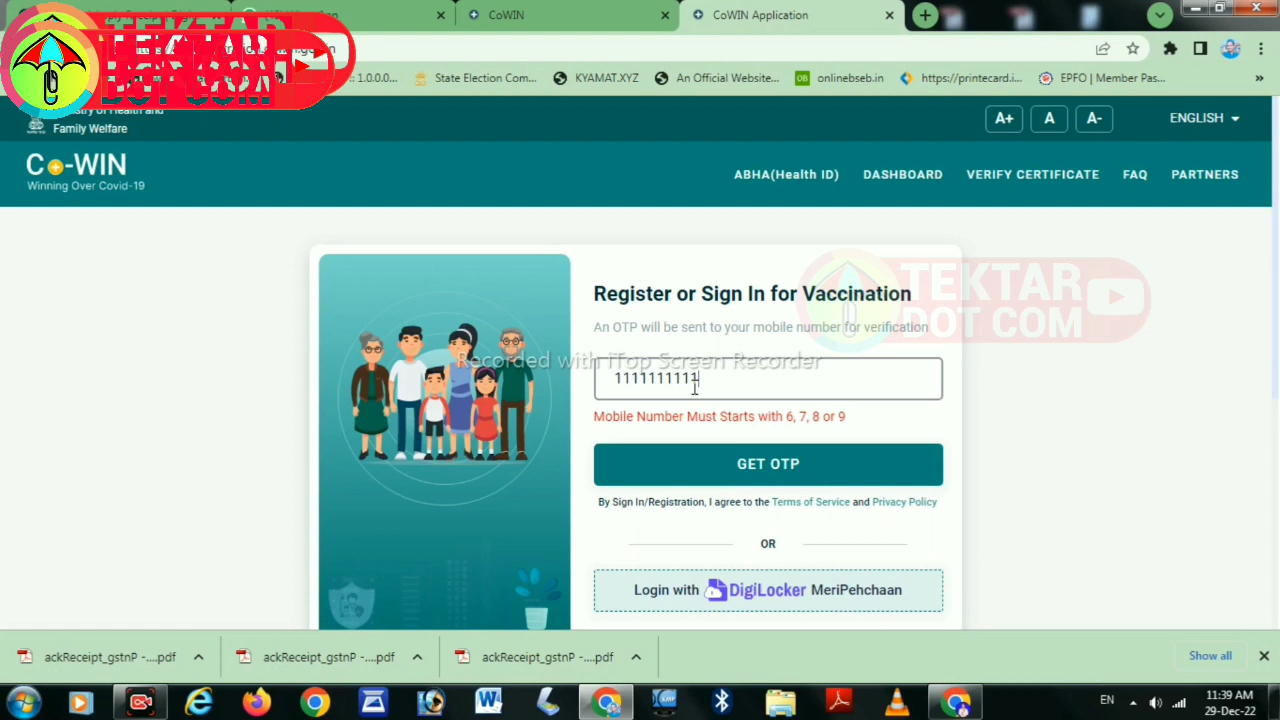 TEKTAR
DOT COM
CoWIN
CoWIN Application
1.0.0.0...
State Election Com...
KYAMAT.XYZ
An Official Website...
OB onlinebseb.in
https://printecard.i...
EPFO | Member Pas...
»
Family Welfare
A+ A A-
ENGLISH
Co-WIN
Winning Over Covid-19
ABHA(Health ID) DASHBOARD VERIFY CERTIFICATE FAQ PARTNERS
TEKTAR
DOT COM
Register or Sign In for Vaccination
An OTP will be sent to your mobile number for verification
Recorded with iTop Screen Recorder
1111111111
Mobile Number Must Starts with 6, 7, 8 or 9
GET OTP
By Sign In/Registration, I agree to the Terms of Service and Privacy Policy
OR
Login with DigiLocker MeriPehchaan
ackReceipt_gstnP -....pdf
ackReceipt_gstnP -....pdf
ackReceipt_gstnP -....pdf
Show all
EN
11:39 AM
29-Dec-22